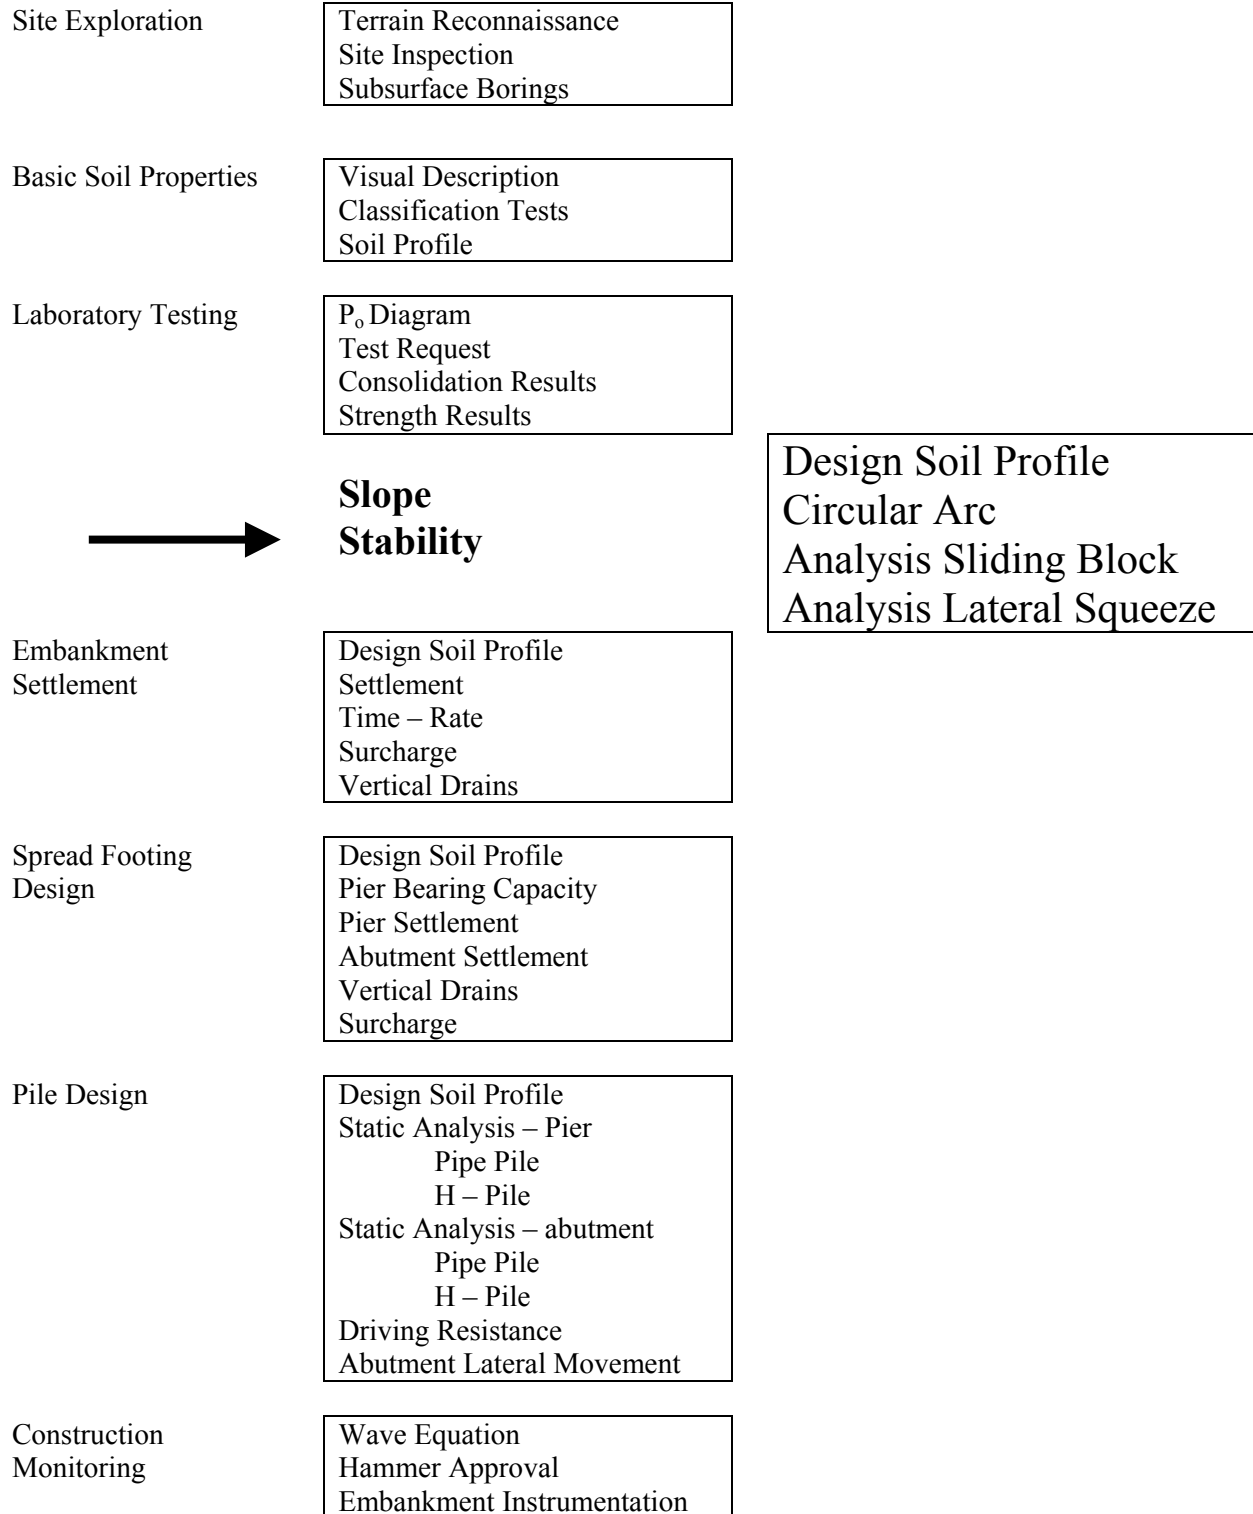 Site Exploration
Terrain Reconnaissance
Site Inspection
Subsurface Borings
Basic Soil Properties
Visual Description
Classification Tests
Soil Profile
Laboratory Testing
Po Diagram
Test Request
Consolidation Results
Strength Results
Slope
Stability
Design Soil Profile
Circular Arc
Analysis Sliding Block
Analysis Lateral Squeeze
Embankment
Settlement
Design Soil Profile
Settlement
Time – Rate
Surcharge
Vertical Drains
Spread Footing
Design
Design Soil Profile
Pier Bearing Capacity
Pier Settlement
Abutment Settlement
Vertical Drains
Surcharge
Pile Design
Design Soil Profile
Static Analysis – Pier
Pipe Pile
H – Pile
Static Analysis – abutment
Pipe Pile
H – Pile
Driving Resistance
Abutment Lateral Movement
Construction
Monitoring
Wave Equation
Hammer Approval
Embankment Instrumentation